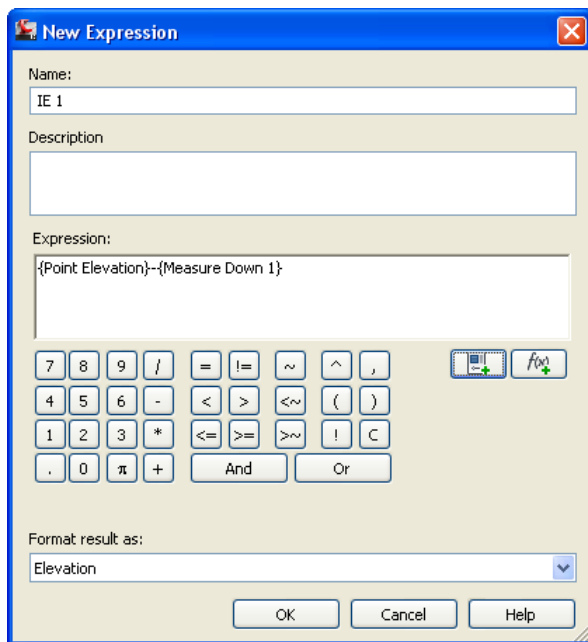 New Expression
Name:
IE 1
Description
Expression:
{Point Elevation}-{Measure Down 1}
7 8 9 / = != ~ ^ , f(x)
4 5 6 - < > <~ ( )
1 2 3 * <= >= >~ ! C
. 0 π + And Or
Format result as:
Elevation
OK Cancel Help